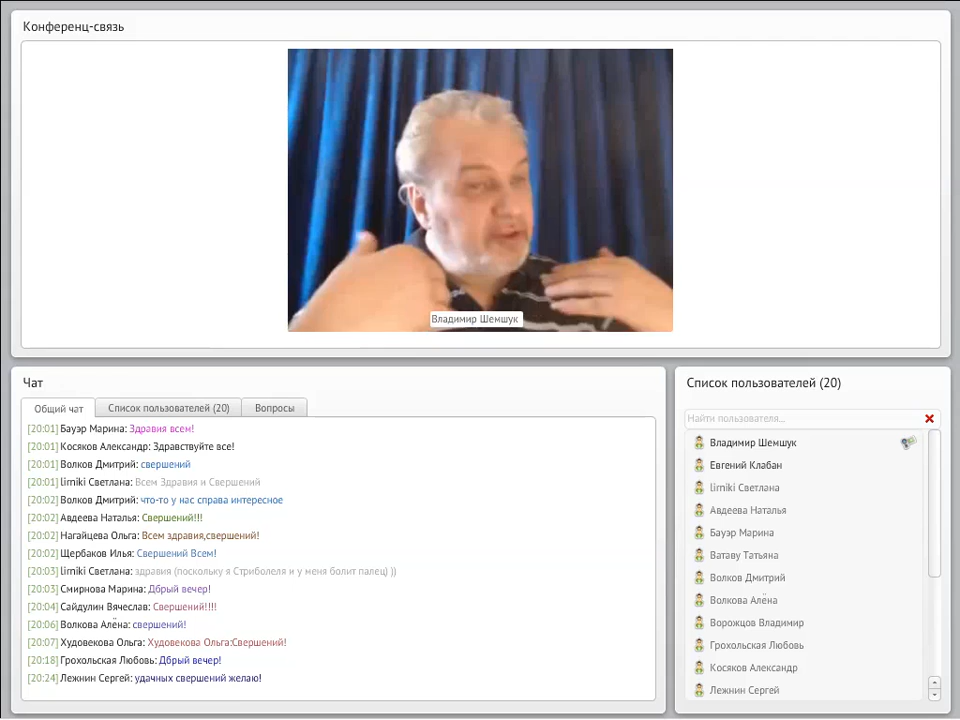 Конференц-связь
Владимир Шемшук
Чат
Общий чат
Список пользователей (20)
Вопросы
[20:01] Бауэр Марина: Здравия всем!
[20:01] Косяков Александр: Здравствуйте все!
[20:01] Волков Дмитрий: свершений
[20:01] lirniki Светлана: Всем Здравия и Свершений
[20:02] Волков Дмитрий: что-то у нас справа интересное
[20:02] Авдеева Наталья: Свершений!!!
[20:02] Нагайцева Ольга: Всем здравия,свершений!
[20:02] Щербаков Илья: Свершений Всем!
[20:03] lirniki Светлана: здравия (поскольку я Стриболеля и у меня болит палец) ))
[20:03] Смирнова Марина: Дбрый вечер!
[20:04] Сайдулин Вячеслав: Свершений!!!!
[20:06] Волкова Алёна: свершений!
[20:07] Худовекова Ольга: Худовекова Ольга:Свершений!
[20:18] Грохольская Любовь: Дбрый вечер!
[20:24] Лежнин Сергей: удачных свершений желаю!
Список пользователей (20)
Найти пользователя...
Владимир Шемшук
Евгений Клабан
lirniki Светлана
Авдеева Наталья
Бауэр Марина
Ватаву Татьяна
Волков Дмитрий
Волкова Алёна
Ворожцов Владимир
Грохольская Любовь
Косяков Александр
Лежнин Сергей